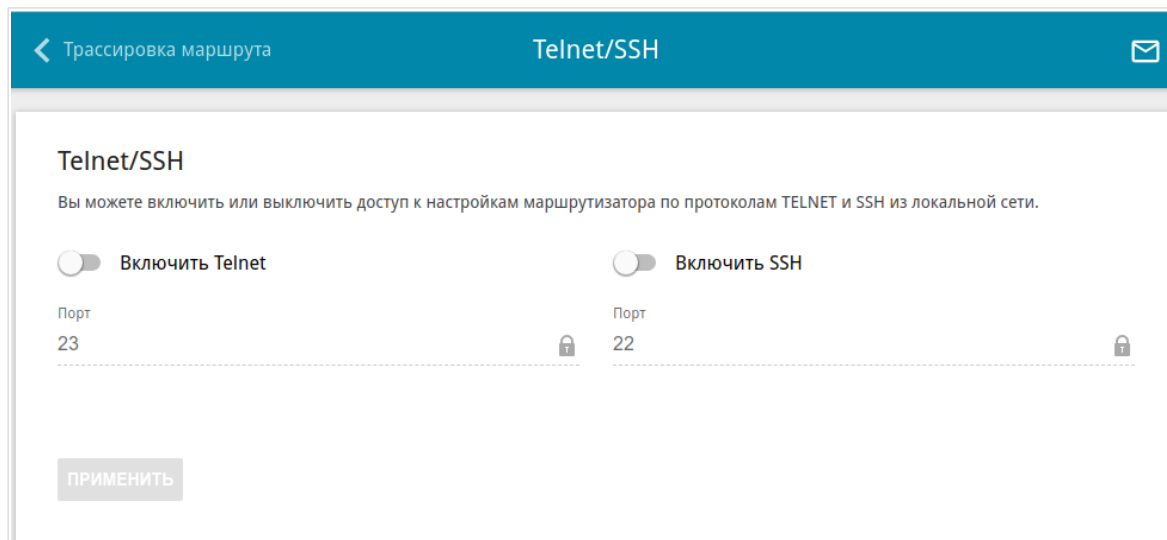 Трассировка маршрута
Telnet/SSH
Telnet/SSH
Вы можете включить или выключить доступ к настройкам маршрутизатора по протоколам TELNET и SSH из локальной сети.
Включить Telnet
Включить SSH
Порт
Порт
23
22
ПРИМЕНИТЬ